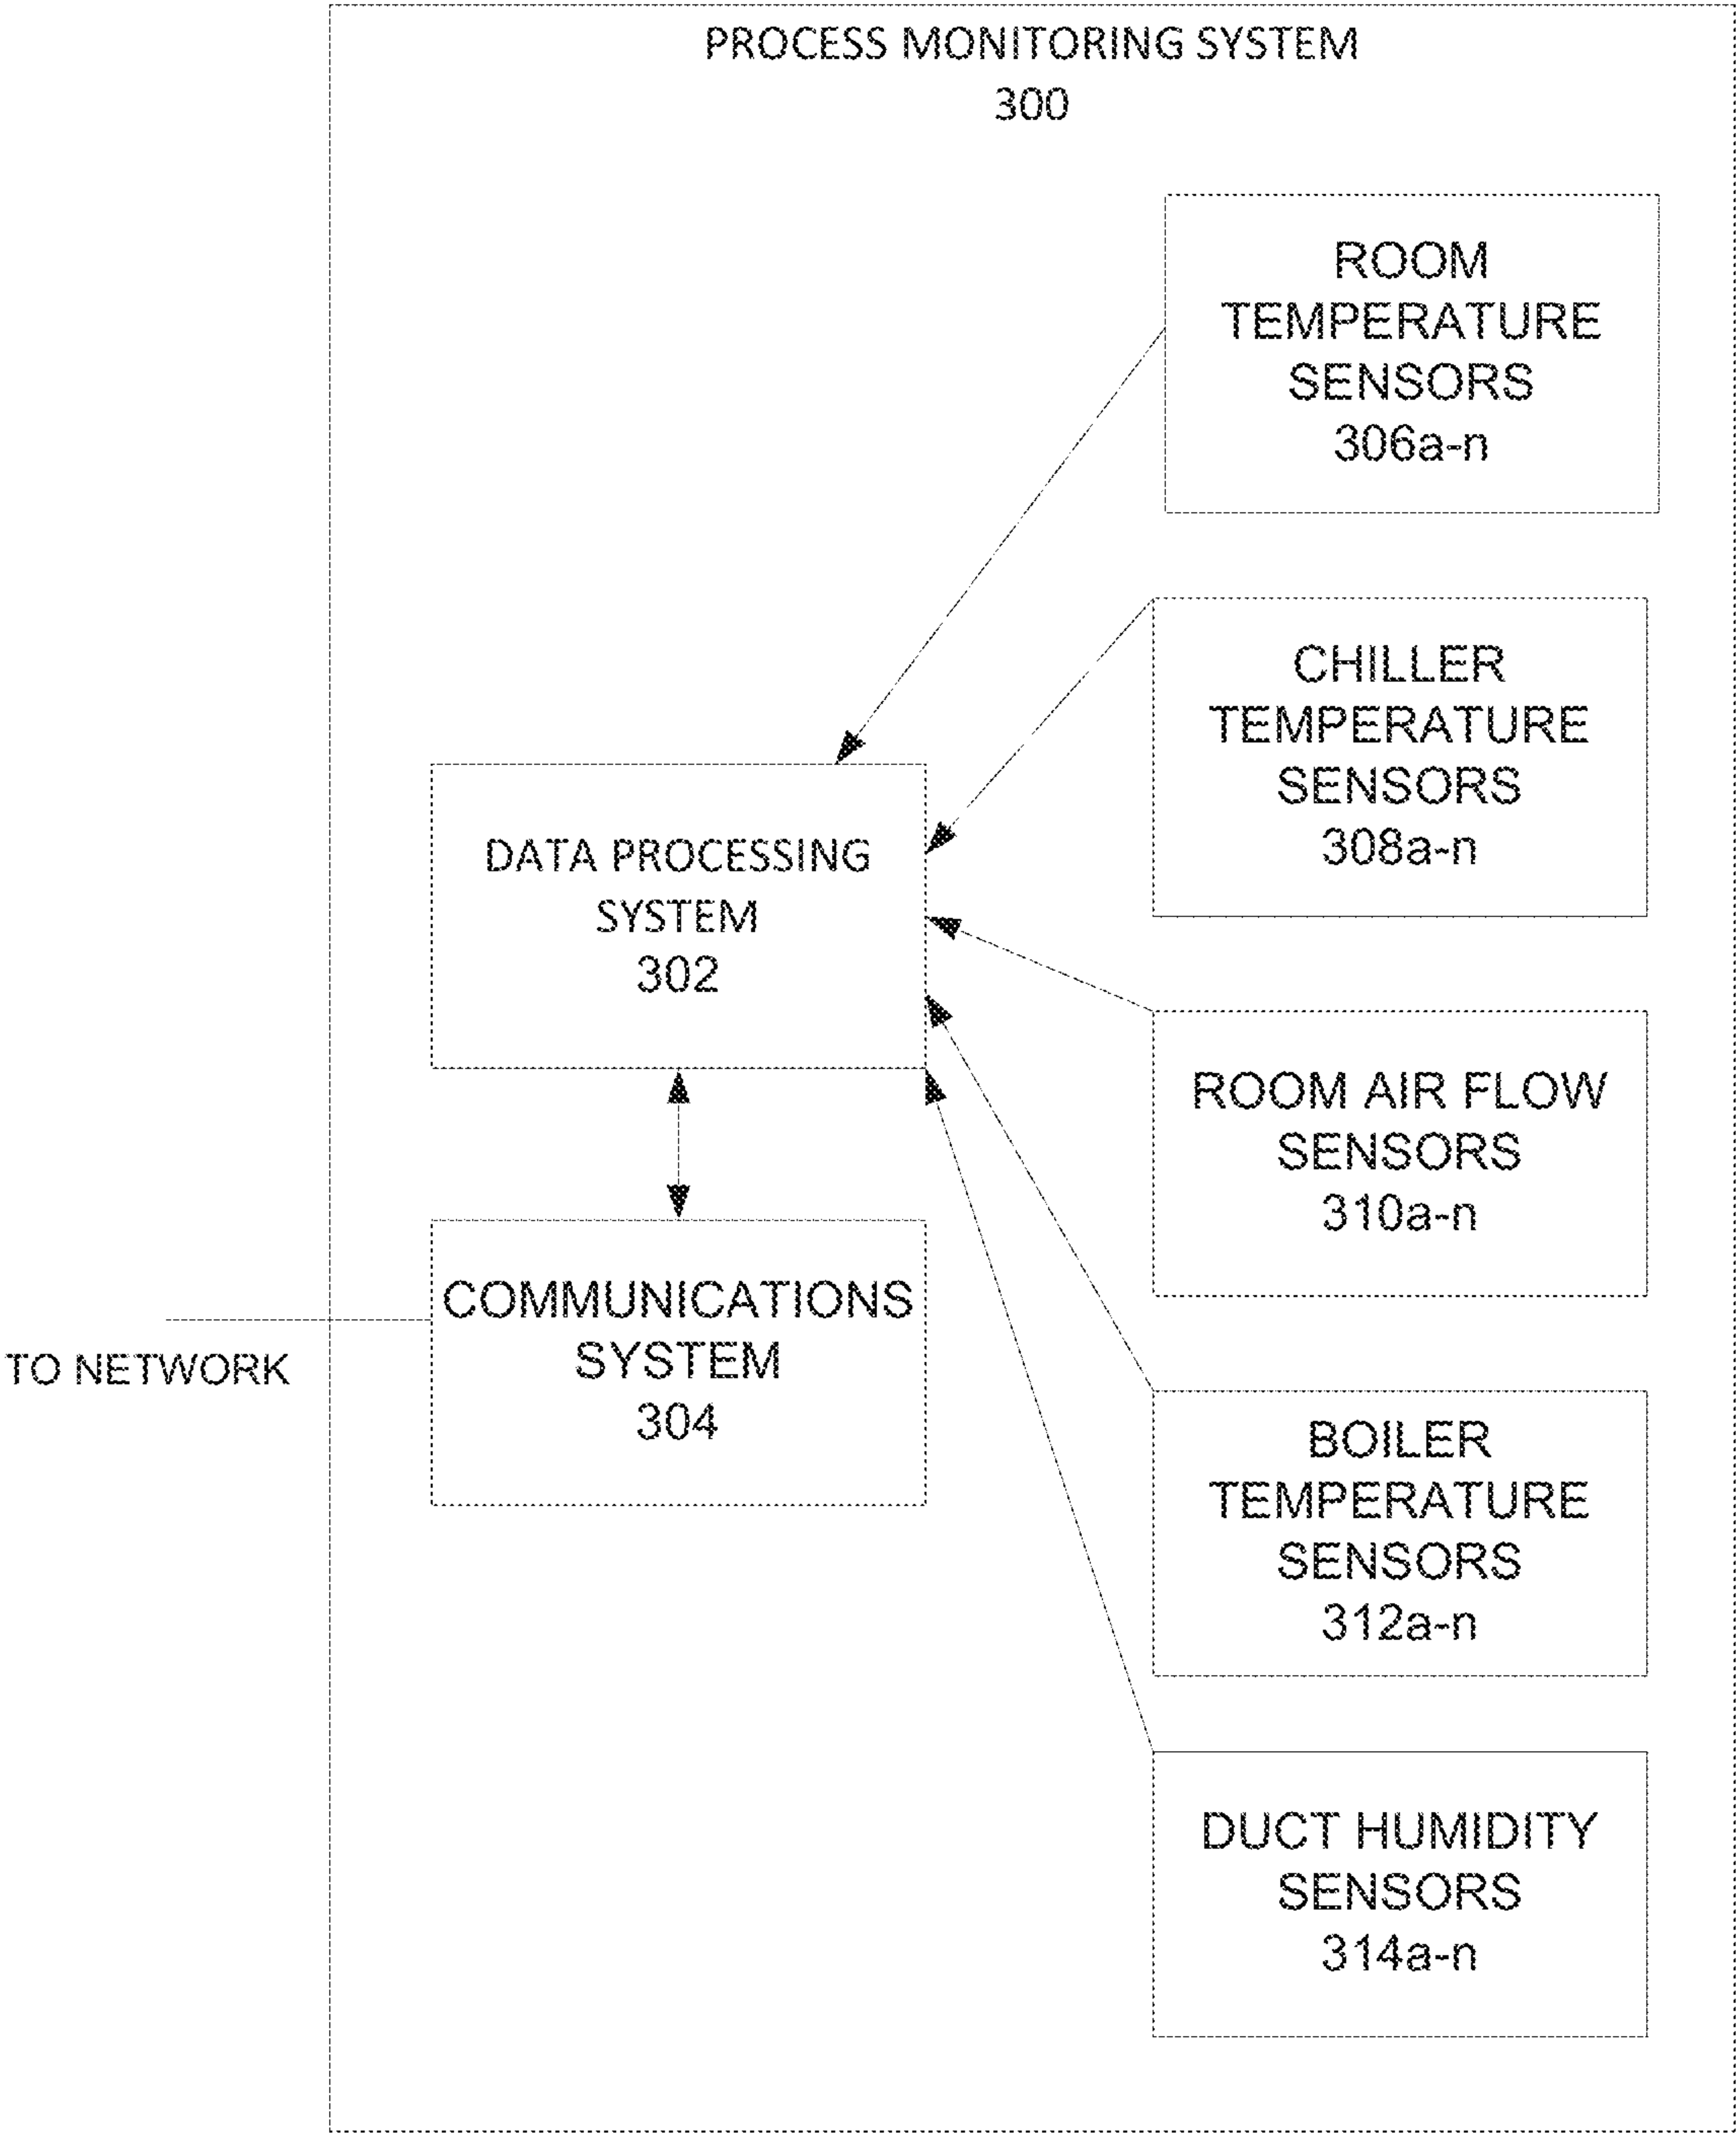 PROCESS MONITORING SYSTEM
300
ROOM
TEMPERATURE
SENSORS
306a-n
CHILLER
TEMPERATURE
SENSORS
308a-n
DATA PROCESSING
SYSTEM
302
ROOM AIR FLOW
SENSORS
310a-n
COMMUNICATIONS
SYSTEM
304
TO NETWORK
BOILER
TEMPERATURE
SENSORS
312a-n
DUCT HUMIDITY
SENSORS
314a-n